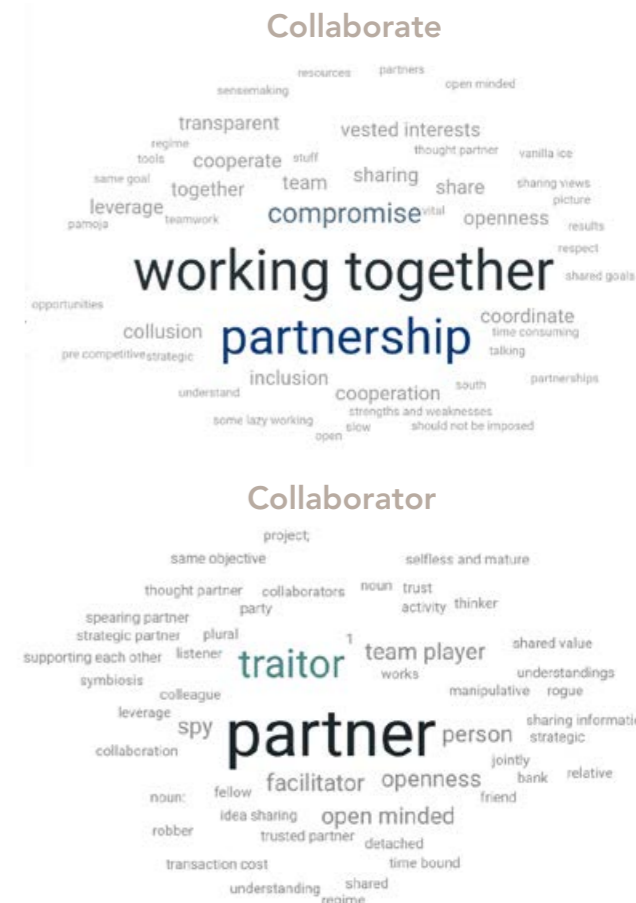 Collaborate
resources partners
sensemaking open minded
transparent vested interests
regime thought partner vanilla ice
tools cooperate stuff
same goal together team sharing share sharing views
leverage compromise vital openness picture
pamoja teamwork results
working together respect
shared goals
opportunities coordinate
collusion partnership time consuming
pre competitive strategic talking
inclusion south partnerships
understand cooperation
some lazy working strengths and weaknesses
open slow should not be imposed
Collaborator
project;
same objective selfless and mature
thought partner collaborators noun trust
spearing partner party activity thinker
strategic partner plural 1 team player shared value
supporting each other listener traitor works understandings
symbiosis colleague manipulative rogue
leverage spy partner person sharing informatic
collaboration strategic
jointly
facilitator openness bank relative
noun: fellow friend
idea sharing open minded
robber trusted partner detached
transaction cost time bound
understanding shared
regime